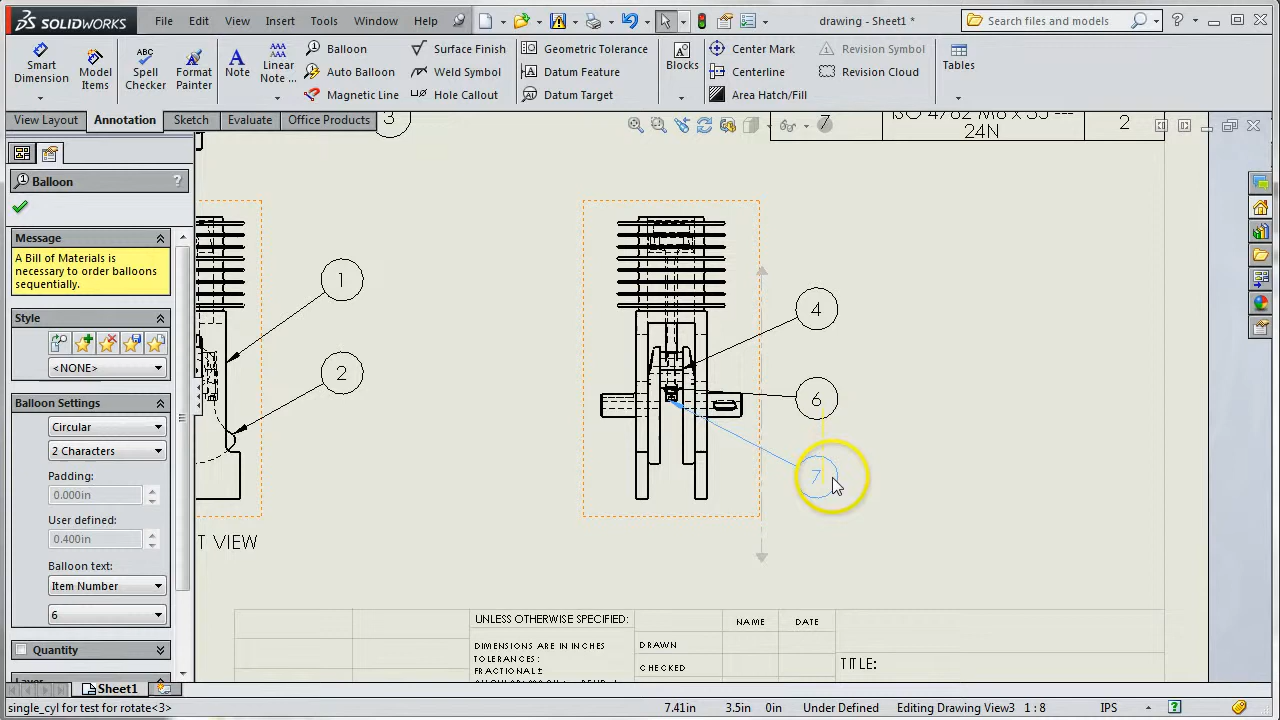 SOLIDWORKS File Edit View Insert Tools Window Help drawing - Sheet1 * Search files and models ?
Smart Dimension
Model Items
ABC
Spell Checker
Format Painter
A
Note
AAA
AAA
Linear Note ...
Balloon
Auto Balloon
Magnetic Line
Surface Finish
Weld Symbol
Hole Callout
Geometric Tolerance
Datum Feature
Datum Target
Blocks
Center Mark
Centerline
Area Hatch/Fill
Revision Symbol
Revision Cloud
Tables
View Layout Annotation Sketch Evaluate Office Products
3
7
24N
2
Balloon ?
Message
A Bill of Materials is
necessary to order balloons
sequentially.
Style
<NONE>
Balloon Settings
Circular
2 Characters
Padding:
0.000in
User defined:
0.400in
Balloon text:
Item Number
6
Quantity
1
2
4
6
7
T VIEW
UNLESS OTHERWISE SPECIFIED:
DIMENSIONS ARE IN INCHES
TOLERANCES:
FRACTIONAL±
NAME DATE
DRAWN
CHECKED
TITLE:
Sheet1
single_cyl for test for rotate<3> 7.41in 3.5in 0in Under Defined Editing Drawing View3 1 : 8 IPS ?